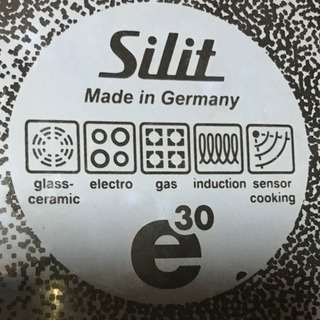 Silit
Made in Germany
glass- electro gas induction sensor
ceramic cooking
e30